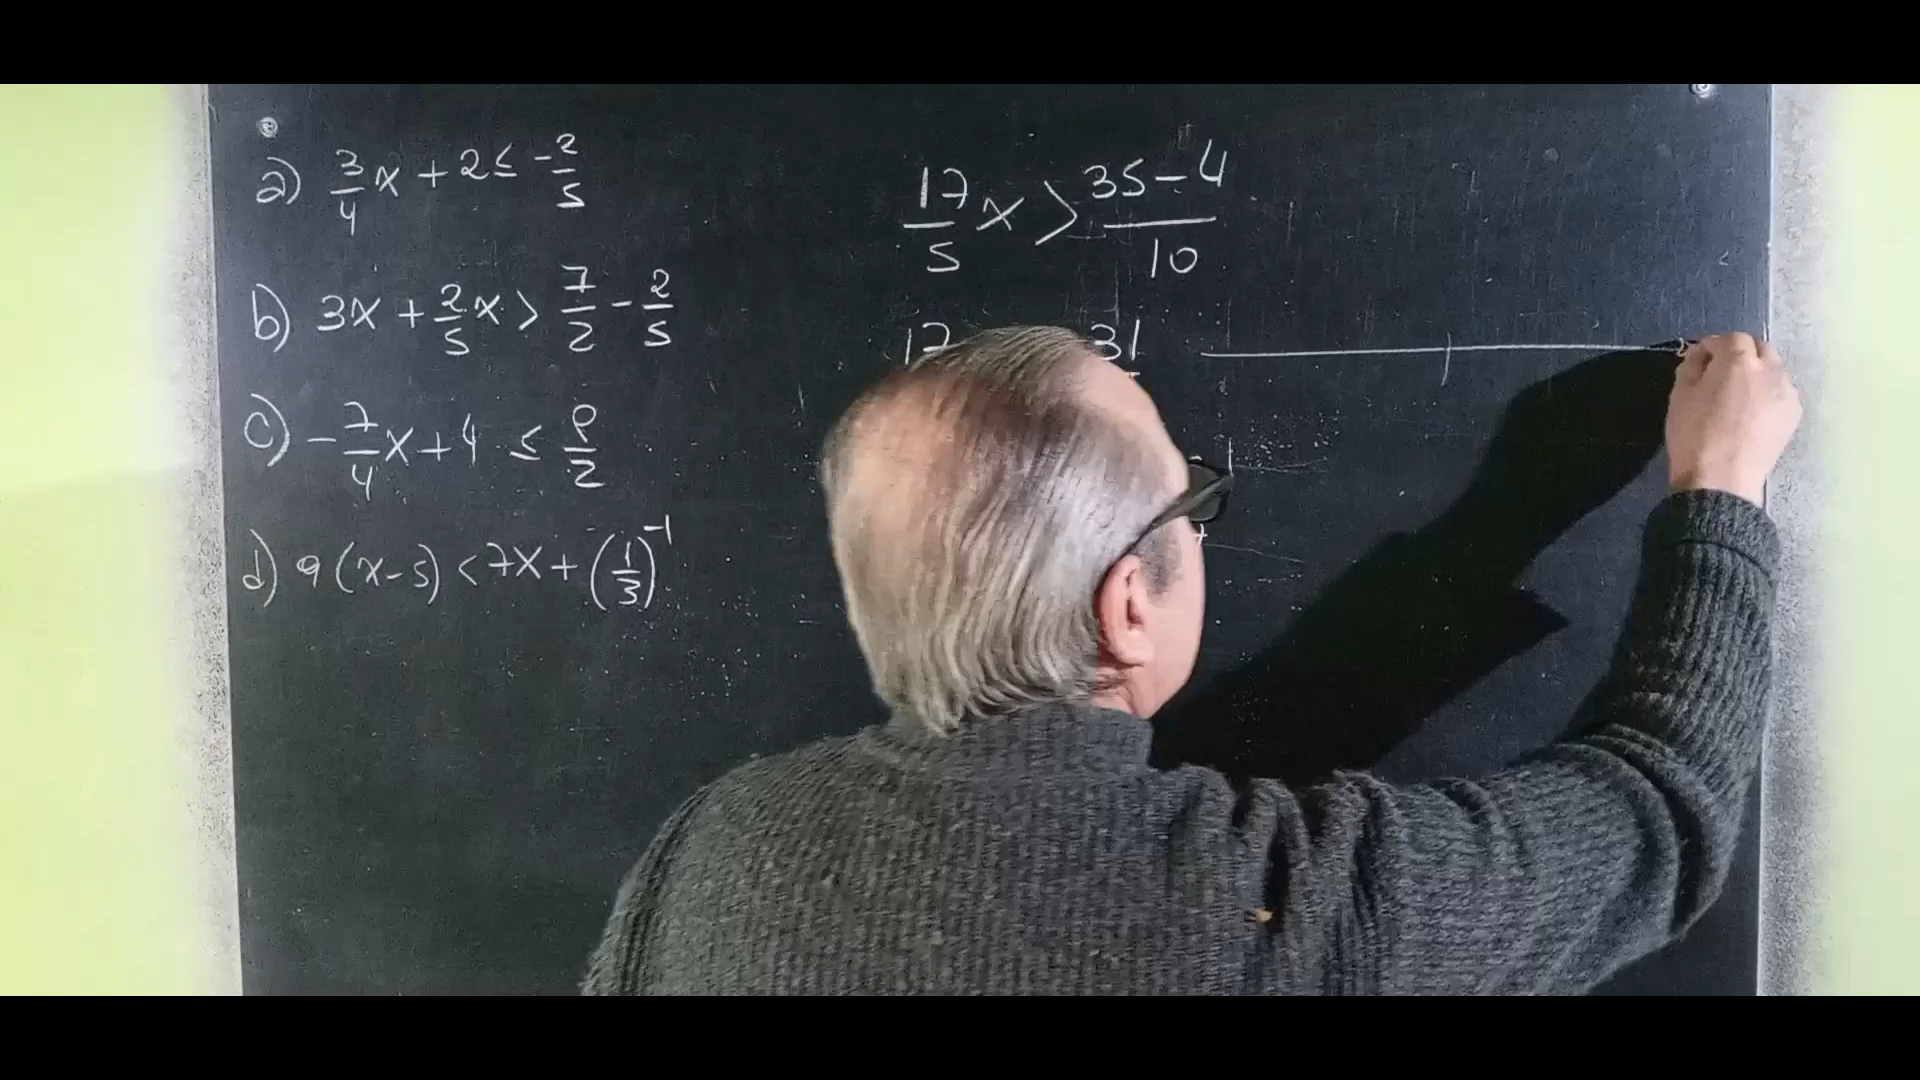 a) 3/4 x + 2 ≤ -2/5
b) 3x + 2/5 x > 7/2 - 2/5
c) -7/4 x + 4 ≤ 9/2
d) 9(x-5) < 7x + (1/3)^-1
17/5 x > 35-4/10
17 31